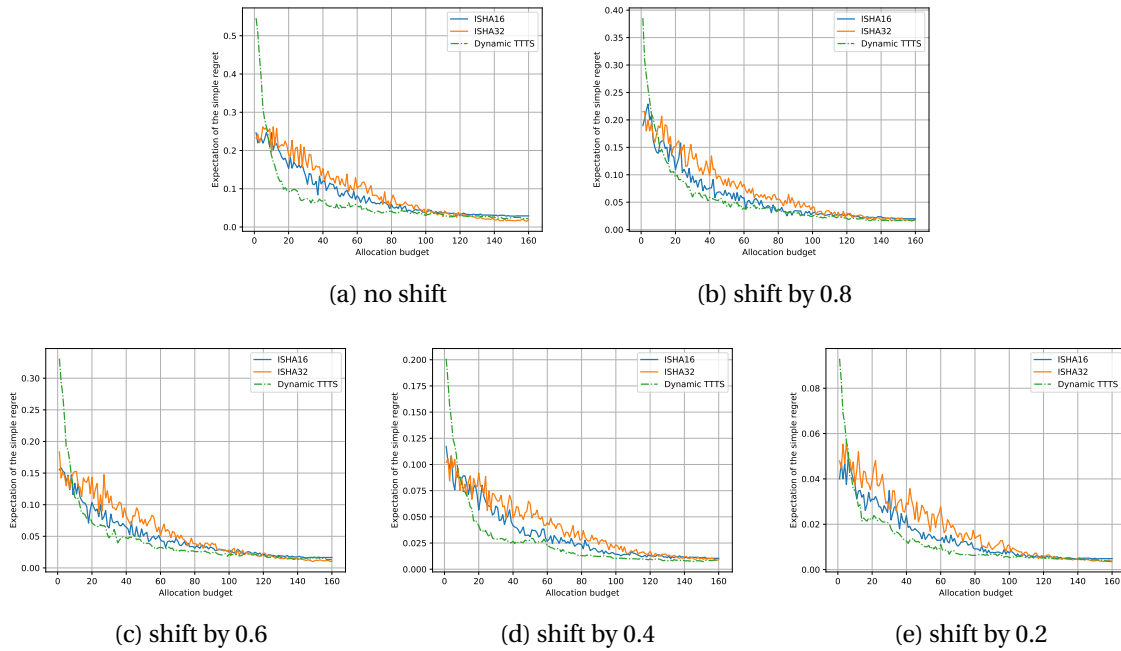 Expectation of the simple regret
0.5
0.4
0.3
0.2
0.1
0.0
0 20 40 60 80 100 120 140 160
Allocation budget
ISHA16
ISHA32
Dynamic TTTS
(a) no shift
Expectation of the simple regret
0.40
0.35
0.30
0.25
0.20
0.15
0.10
0.05
0.00
0 20 40 60 80 100 120 140 160
Allocation budget
ISHA16
ISHA32
Dynamic TTTS
(b) shift by 0.8
Expectation of the simple regret
0.30
0.25
0.20
0.15
0.10
0.05
0.00
0 20 40 60 80 100 120 140 160
Allocation budget
ISHA16
ISHA32
Dynamic TTTS
(c) shift by 0.6
Expectation of the simple regret
0.200
0.175
0.150
0.125
0.100
0.075
0.050
0.025
0.000
0 20 40 60 80 100 120 140 160
Allocation budget
ISHA16
ISHA32
Dynamic TTTS
(d) shift by 0.4
Expectation of the simple regret
0.08
0.06
0.04
0.02
0.00
0 20 40 60 80 100 120 140 160
Allocation budget
ISHA16
ISHA32
Dynamic TTTS
(e) shift by 0.2